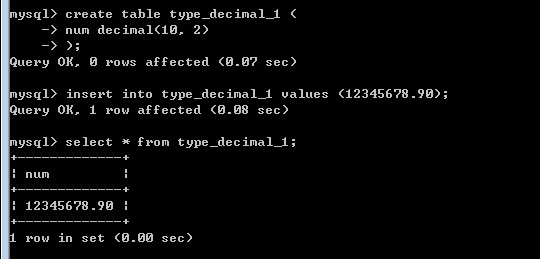 mysql> create table type_decimal_1 (
    -> num decimal(10, 2)
    -> );
Query OK, 0 rows affected (0.07 sec)
mysql> insert into type_decimal_1 values (12345678.90);
Query OK, 1 row affected (0.08 sec)
mysql> select * from type_decimal_1;
+-------------+
¦ num         ¦
+-------------+
¦ 12345678.90 ¦
+-------------+
1 row in set (0.00 sec)